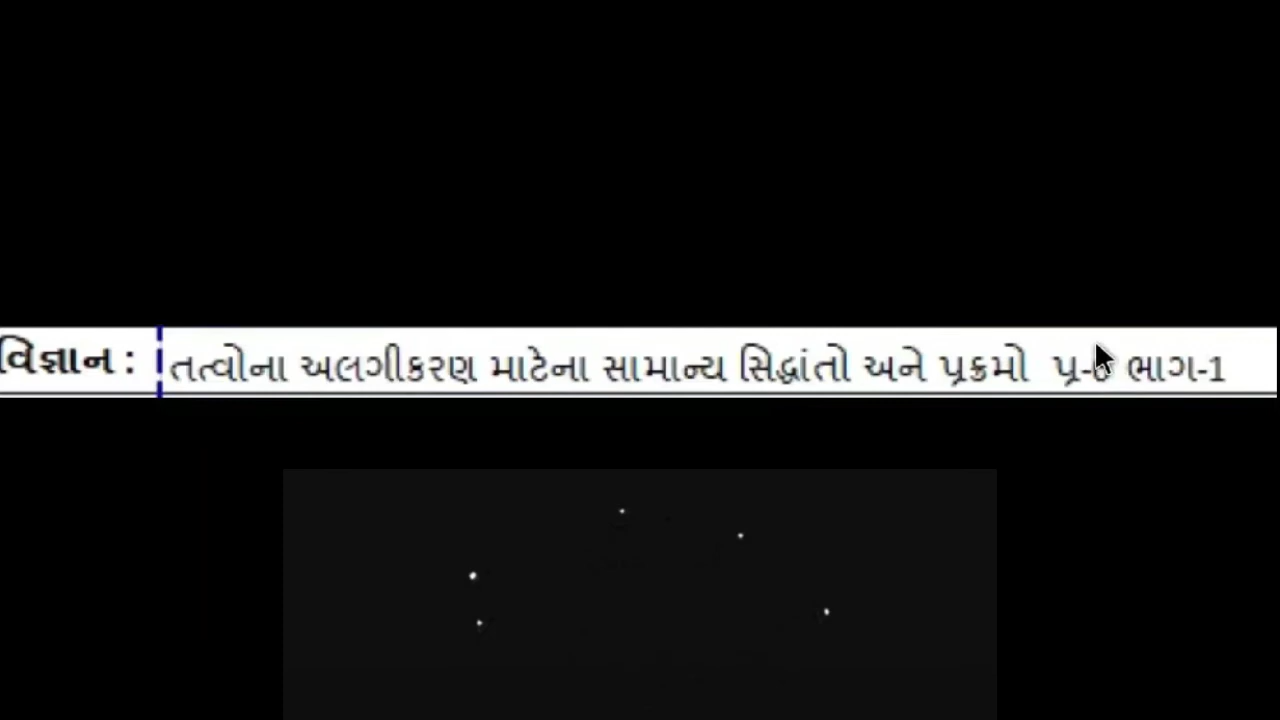 વિજ્ઞાન : તત્વોના અલગીકરણ માટેના સામાન્ય સિદ્ધાંતો અને પ્રક્રમો ભાગ-1